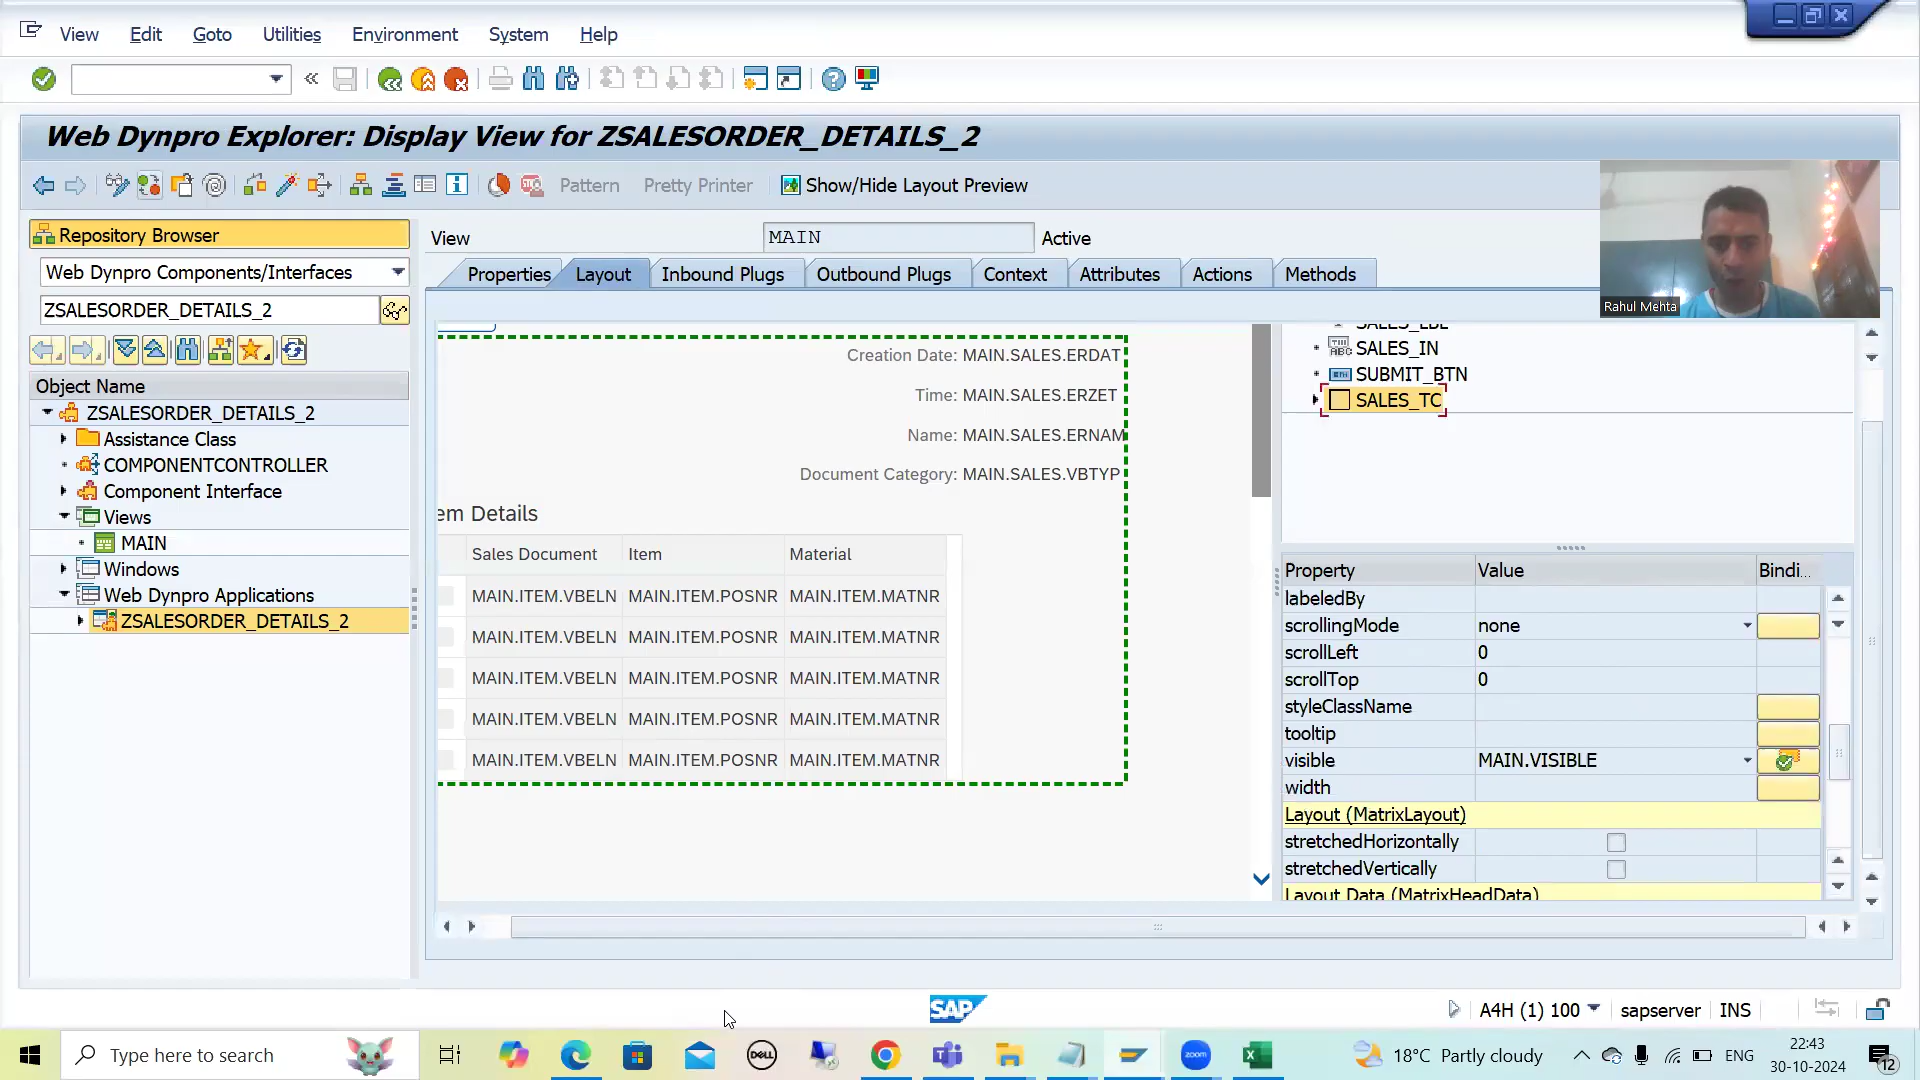 View Edit Goto Utilities Environment System Help
Web Dynpro Explorer: Display View for ZSALESORDER_DETAILS_2
Pattern Pretty Printer Show/Hide Layout Preview
Repository Browser
Web Dynpro Components/Interfaces
ZSALESORDER_DETAILS_2
Object Name
ZSALESORDER_DETAILS_2
Assistance Class
COMPONENTCONTROLLER
Component Interface
Views
MAIN
Windows
Web Dynpro Applications
ZSALESORDER_DETAILS_2
View MAIN Active
Properties Layout Inbound Plugs Outbound Plugs Context Attributes Actions Methods
Creation Date: MAIN.SALES.ERDAT
Time: MAIN.SALES.ERZET
Name: MAIN.SALES.ERNAM
Document Category: MAIN.SALES.VBTYP
em Details
Sales Document Item Material
MAIN.ITEM.VBELN MAIN.ITEM.POSNR MAIN.ITEM.MATNR
MAIN.ITEM.VBELN MAIN.ITEM.POSNR MAIN.ITEM.MATNR
MAIN.ITEM.VBELN MAIN.ITEM.POSNR MAIN.ITEM.MATNR
MAIN.ITEM.VBELN MAIN.ITEM.POSNR MAIN.ITEM.MATNR
MAIN.ITEM.VBELN MAIN.ITEM.POSNR MAIN.ITEM.MATNR
Rahul Mehta
SALES_LBL
SALES_IN
SUBMIT_BTN
SALES_TC
Property Value Bindi...
labeledBy
scrollingMode none
scrollLeft 0
scrollTop 0
styleClassName
tooltip
visible MAIN.VISIBLE
width
Layout (MatrixLayout)
stretchedHorizontally
stretchedVertically
Layout Data (MatrixHeadData)
SAP
A4H (1) 100 sapserver INS
Type here to search
DELL
zoom
18°C Partly cloudy
ENG
22:43
30-10-2024
12